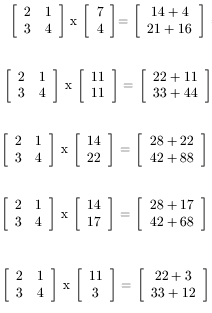 [ 2 1 ] x [ 7 ] = [ 14 + 4 ]
[ 3 4 ] [ 4 ] [ 21 + 16 ]
[ 2 1 ] x [ 11 ] = [ 22 + 11 ]
[ 3 4 ] [ 11 ] [ 33 + 44 ]
[ 2 1 ] x [ 14 ] = [ 28 + 22 ]
[ 3 4 ] [ 22 ] [ 42 + 88 ]
[ 2 1 ] x [ 14 ] = [ 28 + 17 ]
[ 3 4 ] [ 17 ] [ 42 + 68 ]
[ 2 1 ] x [ 11 ] = [ 22 + 3 ]
[ 3 4 ] [ 3 ] [ 33 + 12 ]